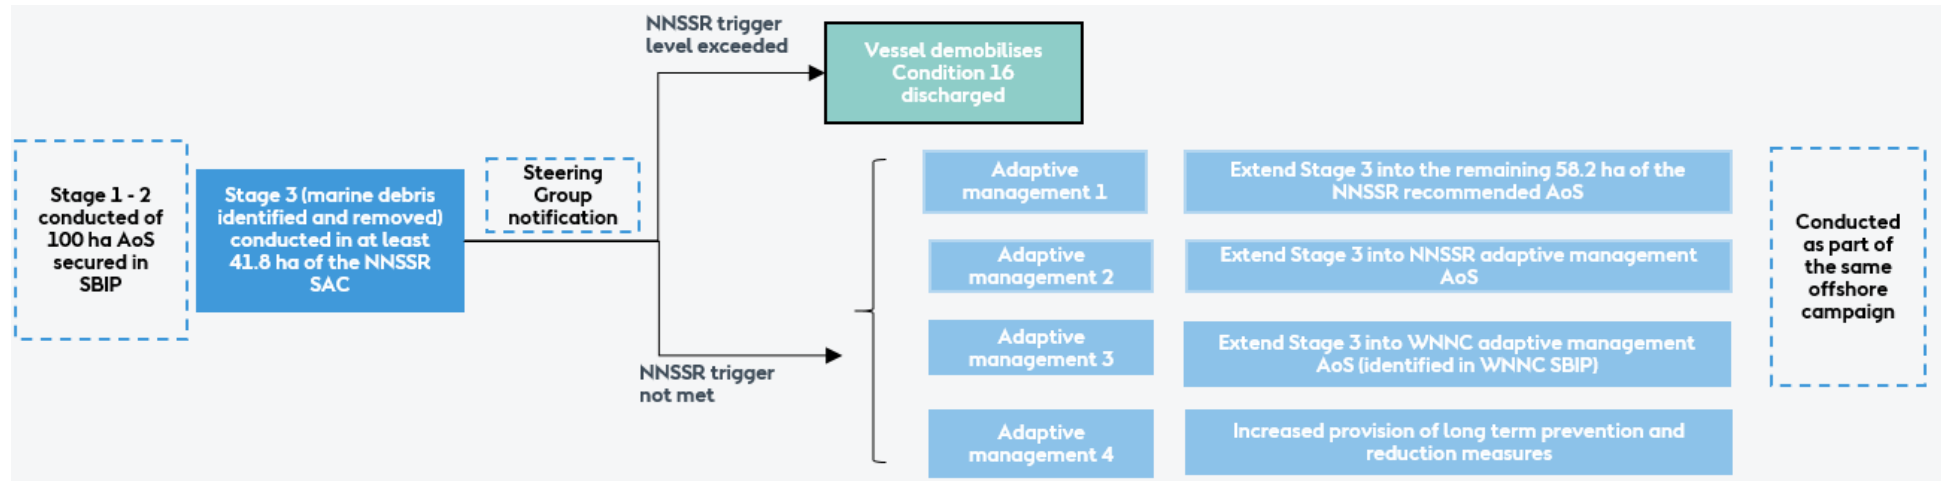 NNSSR trigger
level exceeded
Vessel demobilises
Condition 16
discharged
Stage 1 - 2
conducted of
100 ha AoS
secured in
SBIP
Stage 3 (marine debris
identified and removed)
conducted in at least
41.8 ha of the NNSSR
SAC
Steering
Group
notification
NNSSR trigger
not met
Adaptive
management 1
Extend Stage 3 into the remaining 58.2 ha of the
NNSSR recommended AoS
Adaptive
management 2
Extend Stage 3 into NNSSR adaptive management
AoS
Adaptive
management 3
Extend Stage 3 into WNNC adaptive management
AoS (identified in WNNC SBIP)
Adaptive
management 4
Increased provision of long term prevention and
reduction measures
Conducted
as part of
the same
offshore
campaign